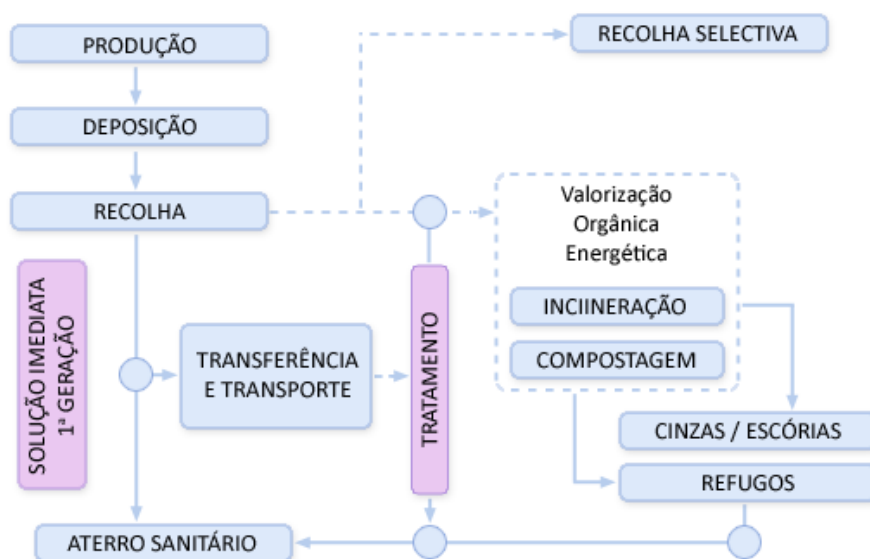 PRODUÇÃO
RECOLHA SELECTIVA
DEPOSIÇÃO
RECOLHA
Valorização
Orgânica
Energética
INCIINERAÇÃO
COMPOSTAGEM
SOLUÇÃO IMEDIATA
1ª GERAÇÃO
TRANSFERÊNCIA
E TRANSPORTE
TRATAMENTO
CINZAS / ESCÓRIAS
REFUGOS
ATERRO SANITÁRIO